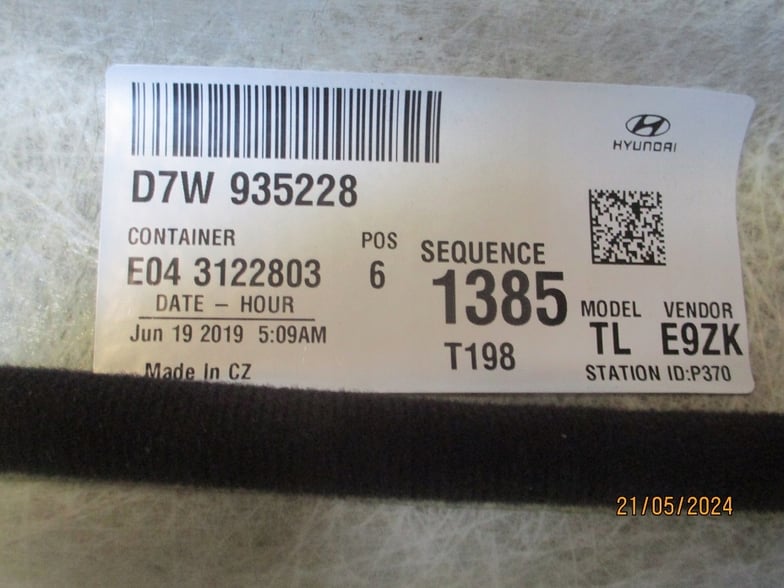 HYUNDAI
D7W 935228
CONTAINER POS SEQUENCE
E04 3122803 6 1385
DATE - HOUR MODEL VENDOR
Jun 19 2019 5:09AM T198 TL E9ZK
Made In CZ STATION ID:P370
21/05/2024